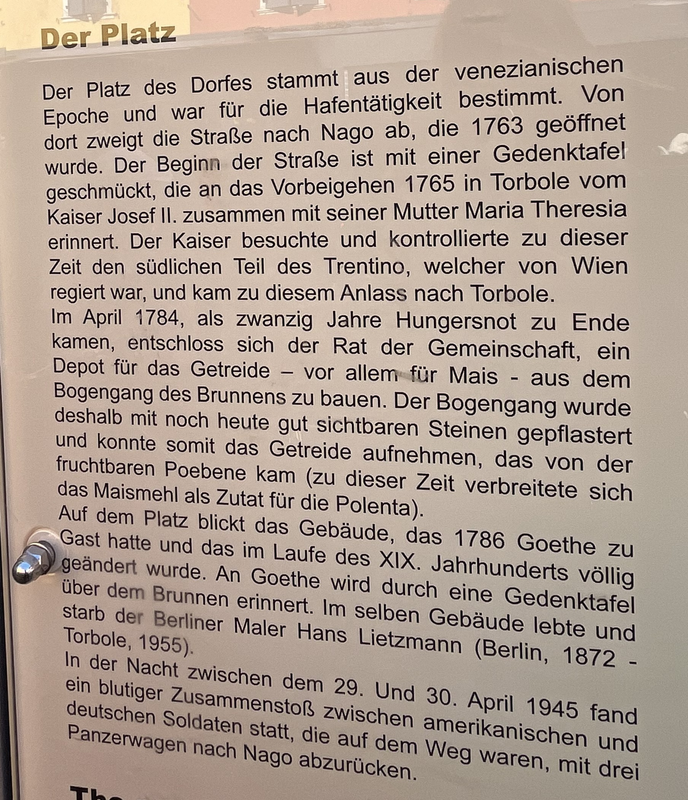 Der Platz
Der Platz des Dorfes stammt aus der venezianischen
Epoche und war für die Hafentätigkeit bestimmt. Von
dort zweigt die Straße nach Nago ab, die 1763 geöffnet
wurde. Der Beginn der Straße ist mit einer Gedenktafel
geschmückt, die an das Vorbeigehen 1765 in Torbole vom
Kaiser Josef II. zusammen mit seiner Mutter Maria Theresia
erinnert. Der Kaiser besuchte und kontrollierte zu dieser
Zeit den südlichen Teil des Trentino, welcher von Wien
regiert war, und kam zu diesem Anlass nach Torbole.
Im April 1784, als zwanzig Jahre Hungersnot zu Ende
kamen, entschloss sich der Rat der Gemeinschaft, ein
Depot für das Getreide – vor allem für Mais - aus dem
Bogengang des Brunnens zu bauen. Der Bogengang wurde
deshalb mit noch heute gut sichtbaren Steinen gepflastert
und konnte somit das Getreide aufnehmen, das von der
fruchtbaren Poebene kam (zu dieser Zeit verbreitete sich
das Maismehl als Zutat für die Polenta).
Auf dem Platz blickt das Gebäude, das 1786 Goethe zu
Gast hatte und das im Laufe des XIX. Jahrhunderts völlig
geändert wurde. An Goethe wird durch eine Gedenktafel
über dem Brunnen erinnert. Im selben Gebäude lebte und
starb der Berliner Maler Hans Lietzmann (Berlin, 1872 -
Torbole, 1955).
In der Nacht zwischen dem 29. Und 30. April 1945 fand
ein blutiger Zusammenstoß zwischen amerikanischen und
deutschen Soldaten statt, die auf dem Weg waren, mit drei
Panzerwagen nach Nago abzurücken.